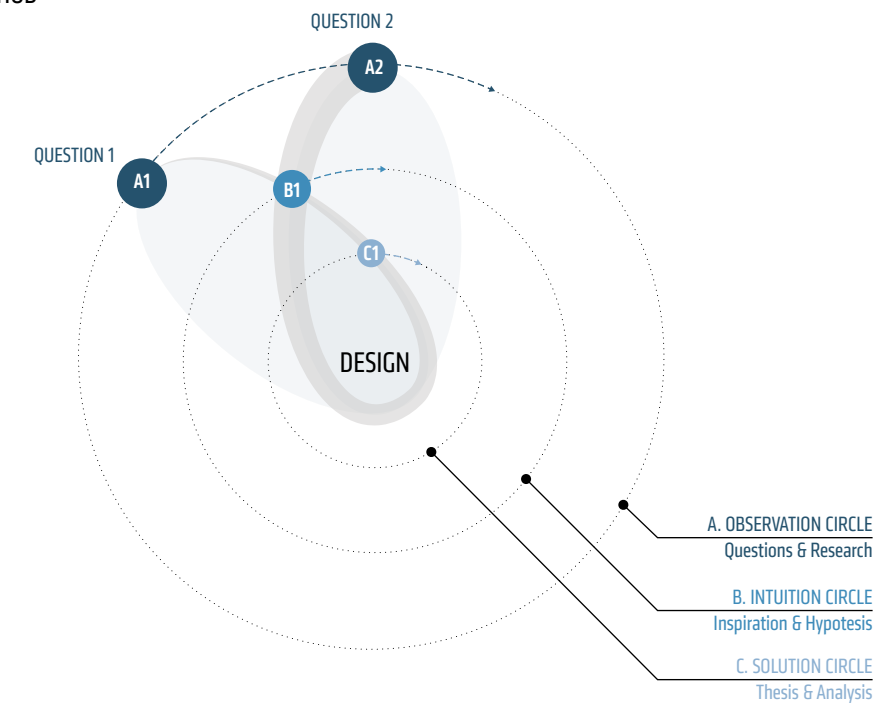 QUESTION 2
A2
QUESTION 1
A1
B1
C1
DESIGN
A. OBSERVATION CIRCLE
Questions & Research
B. INTUITION CIRCLE
Inspiration & Hypotesis
C. SOLUTION CIRCLE
Thesis & Analysis